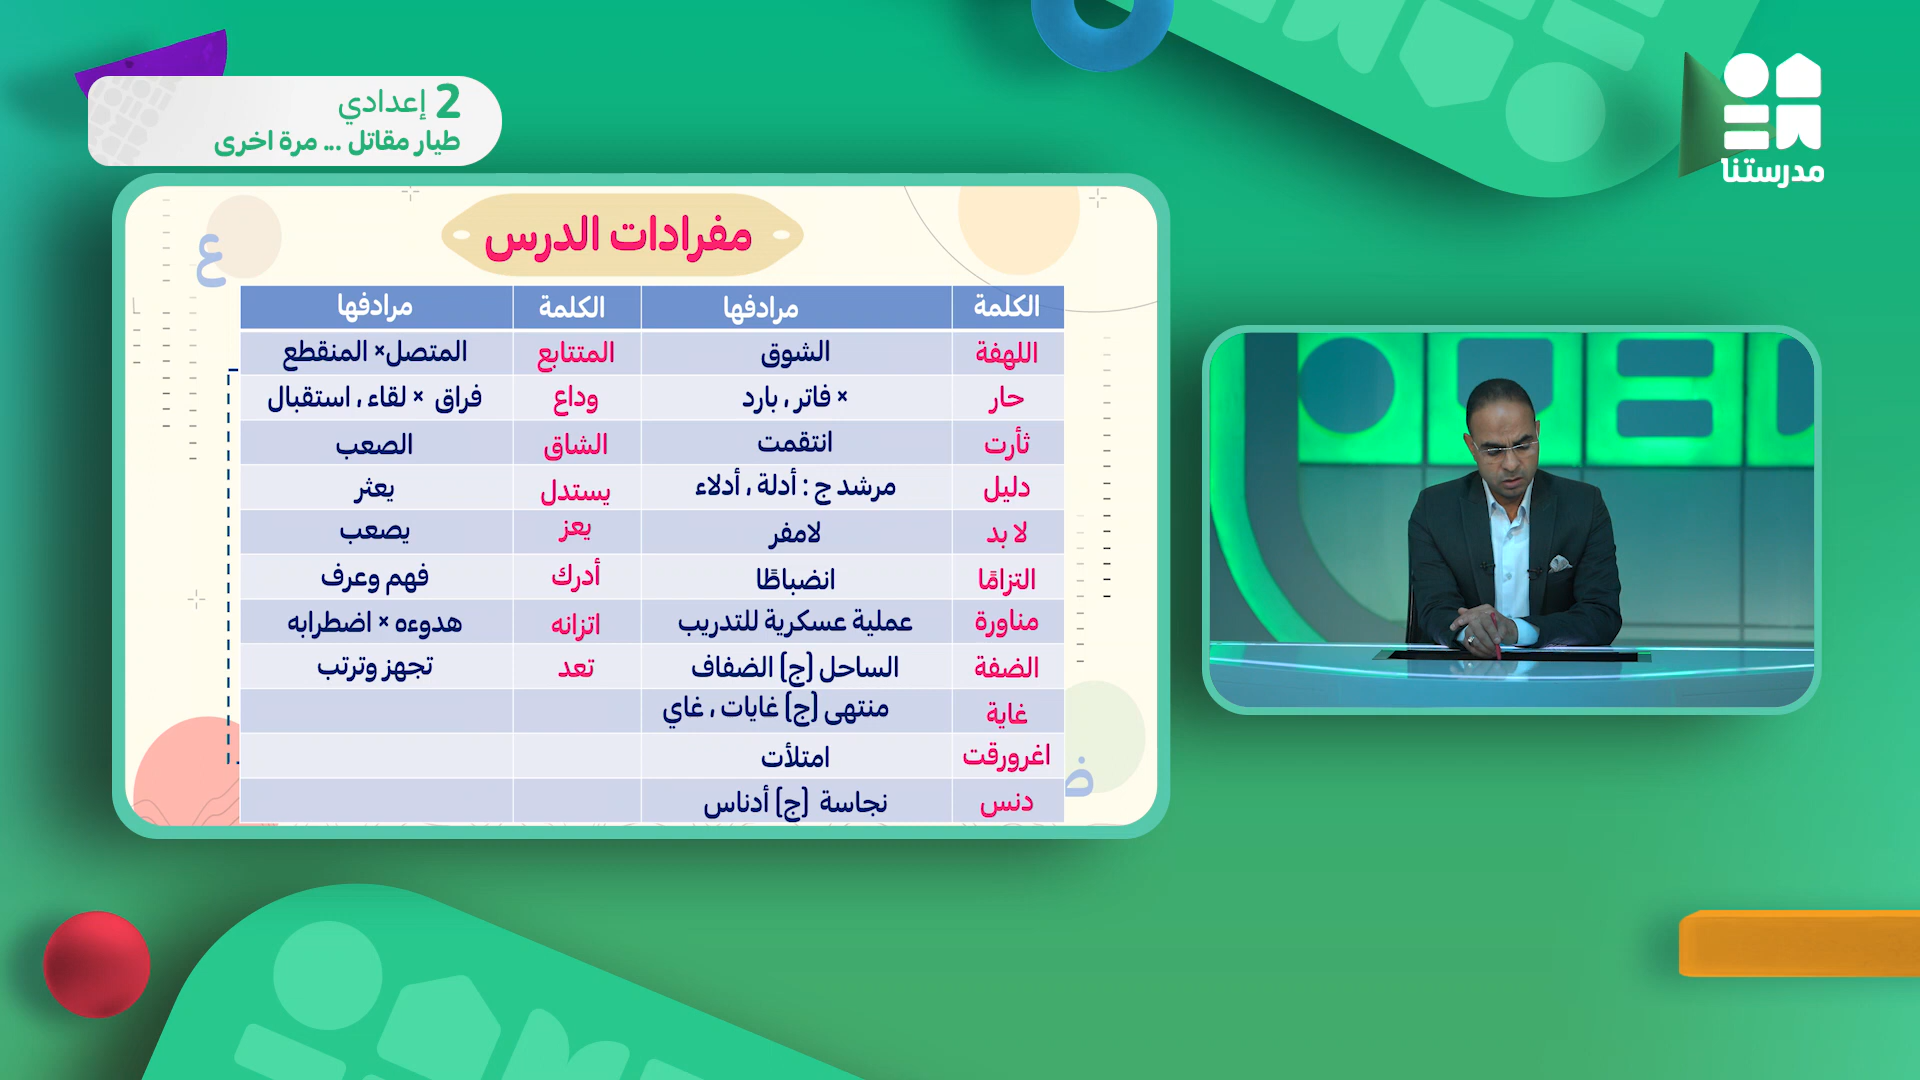 2 إعدادي
طيار مقاتل ... مرة اخرى
مدرستنا
مفرادات الدرس
الكلمة مرادفها الكلمة مرادفها
اللهفة الشوق المتتابع المتصل× المنقطع
حار × فاتر ، بارد وداع فراق × لقاء ، استقبال
ثأرت انتقمت الشاق الصعب
دليل مرشد ج : أدلة ، أدلاء يستدل يعثر
لا بد لامفر يعز يصعب
التزامًا انضباطًا أدرك فهم وعرف
مناورة عملية عسكرية للتدريب اتزانه هدوءه × اضطرابه
الضفة الساحل (ج) الضفاف تعد تجهز وترتب
غاية منتهى (ج) غايات ، غاي
اغرورقت امتلأت
دنس نجاسة (ج) أدناس
ع
ض